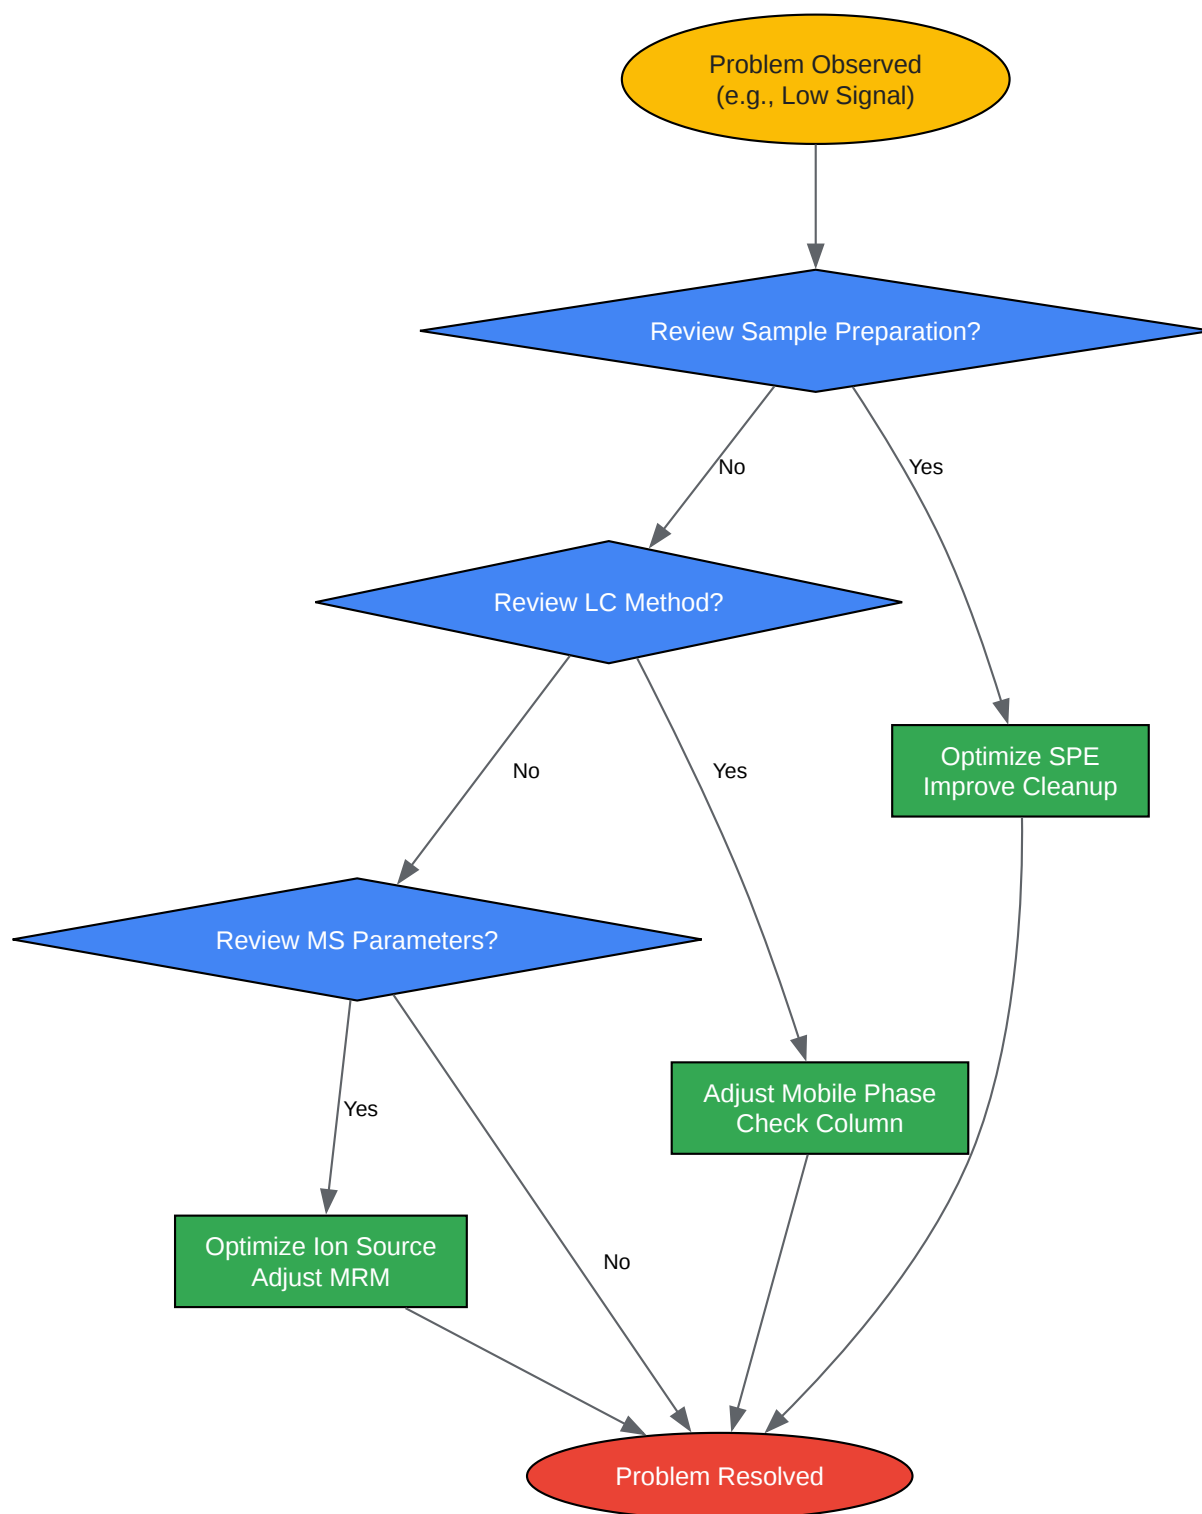 Problem Observed
(e.g., Low Signal)
Review Sample Preparation?
No
Yes
Review LC Method?
No
Yes
Optimize SPE
Improve Cleanup
Review MS Parameters?
Yes
No
Adjust Mobile Phase
Check Column
Optimize Ion Source
Adjust MRM
Problem Resolved